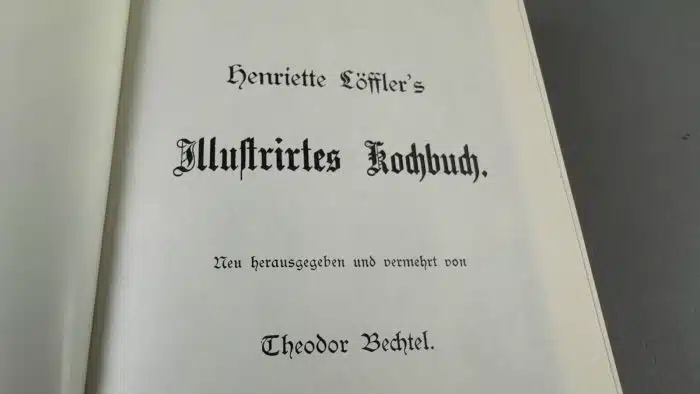 Henriette Löffler's
Illustrirtes Kochbuch.
Neu herausgegeben und vermehrt von
Theodor Bechtel.